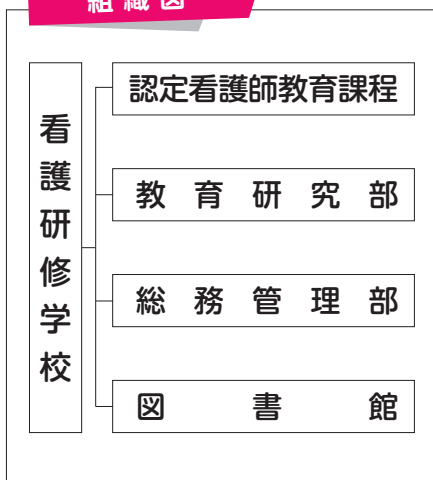 組織図
看護研修学校
認定看護師教育課程
教育研究部
総務管理部
図書館